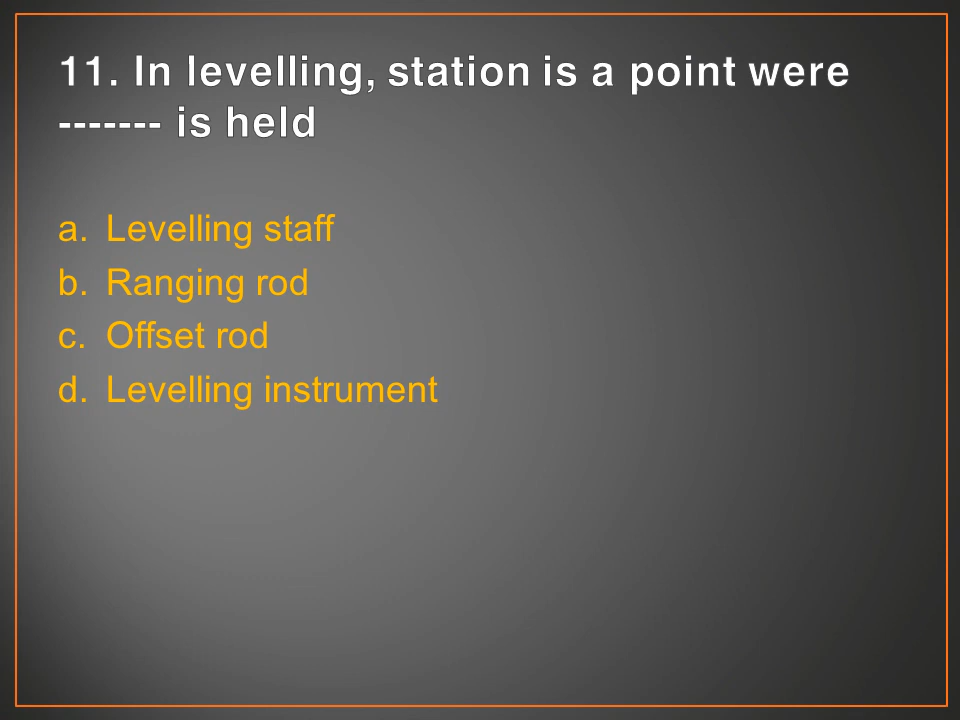 11. In levelling, station is a point were
------- is held
a. Levelling staff
b. Ranging rod
c. Offset rod
d. Levelling instrument